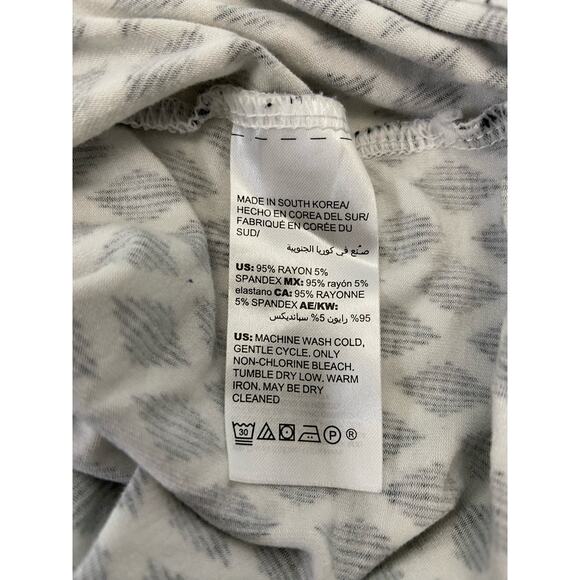 MADE IN SOUTH KOREA/
HECHO EN COREA DEL SUR/
FABRIQUÉ EN CORÉE DU
SUD/
صنع في كوريا الجنوبية
US: 95% RAYON 5%
SPANDEX MX: 95% rayón 5%
elastano CA: 95% RAYONNE
5% SPANDEX AE/KW:
95% رايون 5% سباندیكس
US: MACHINE WASH COLD,
GENTLE CYCLE. ONLY
NON-CHLORINE BLEACH.
TUMBLE DRY LOW. WARM
IRON. MAY BE DRY
CLEANED
30 P ®